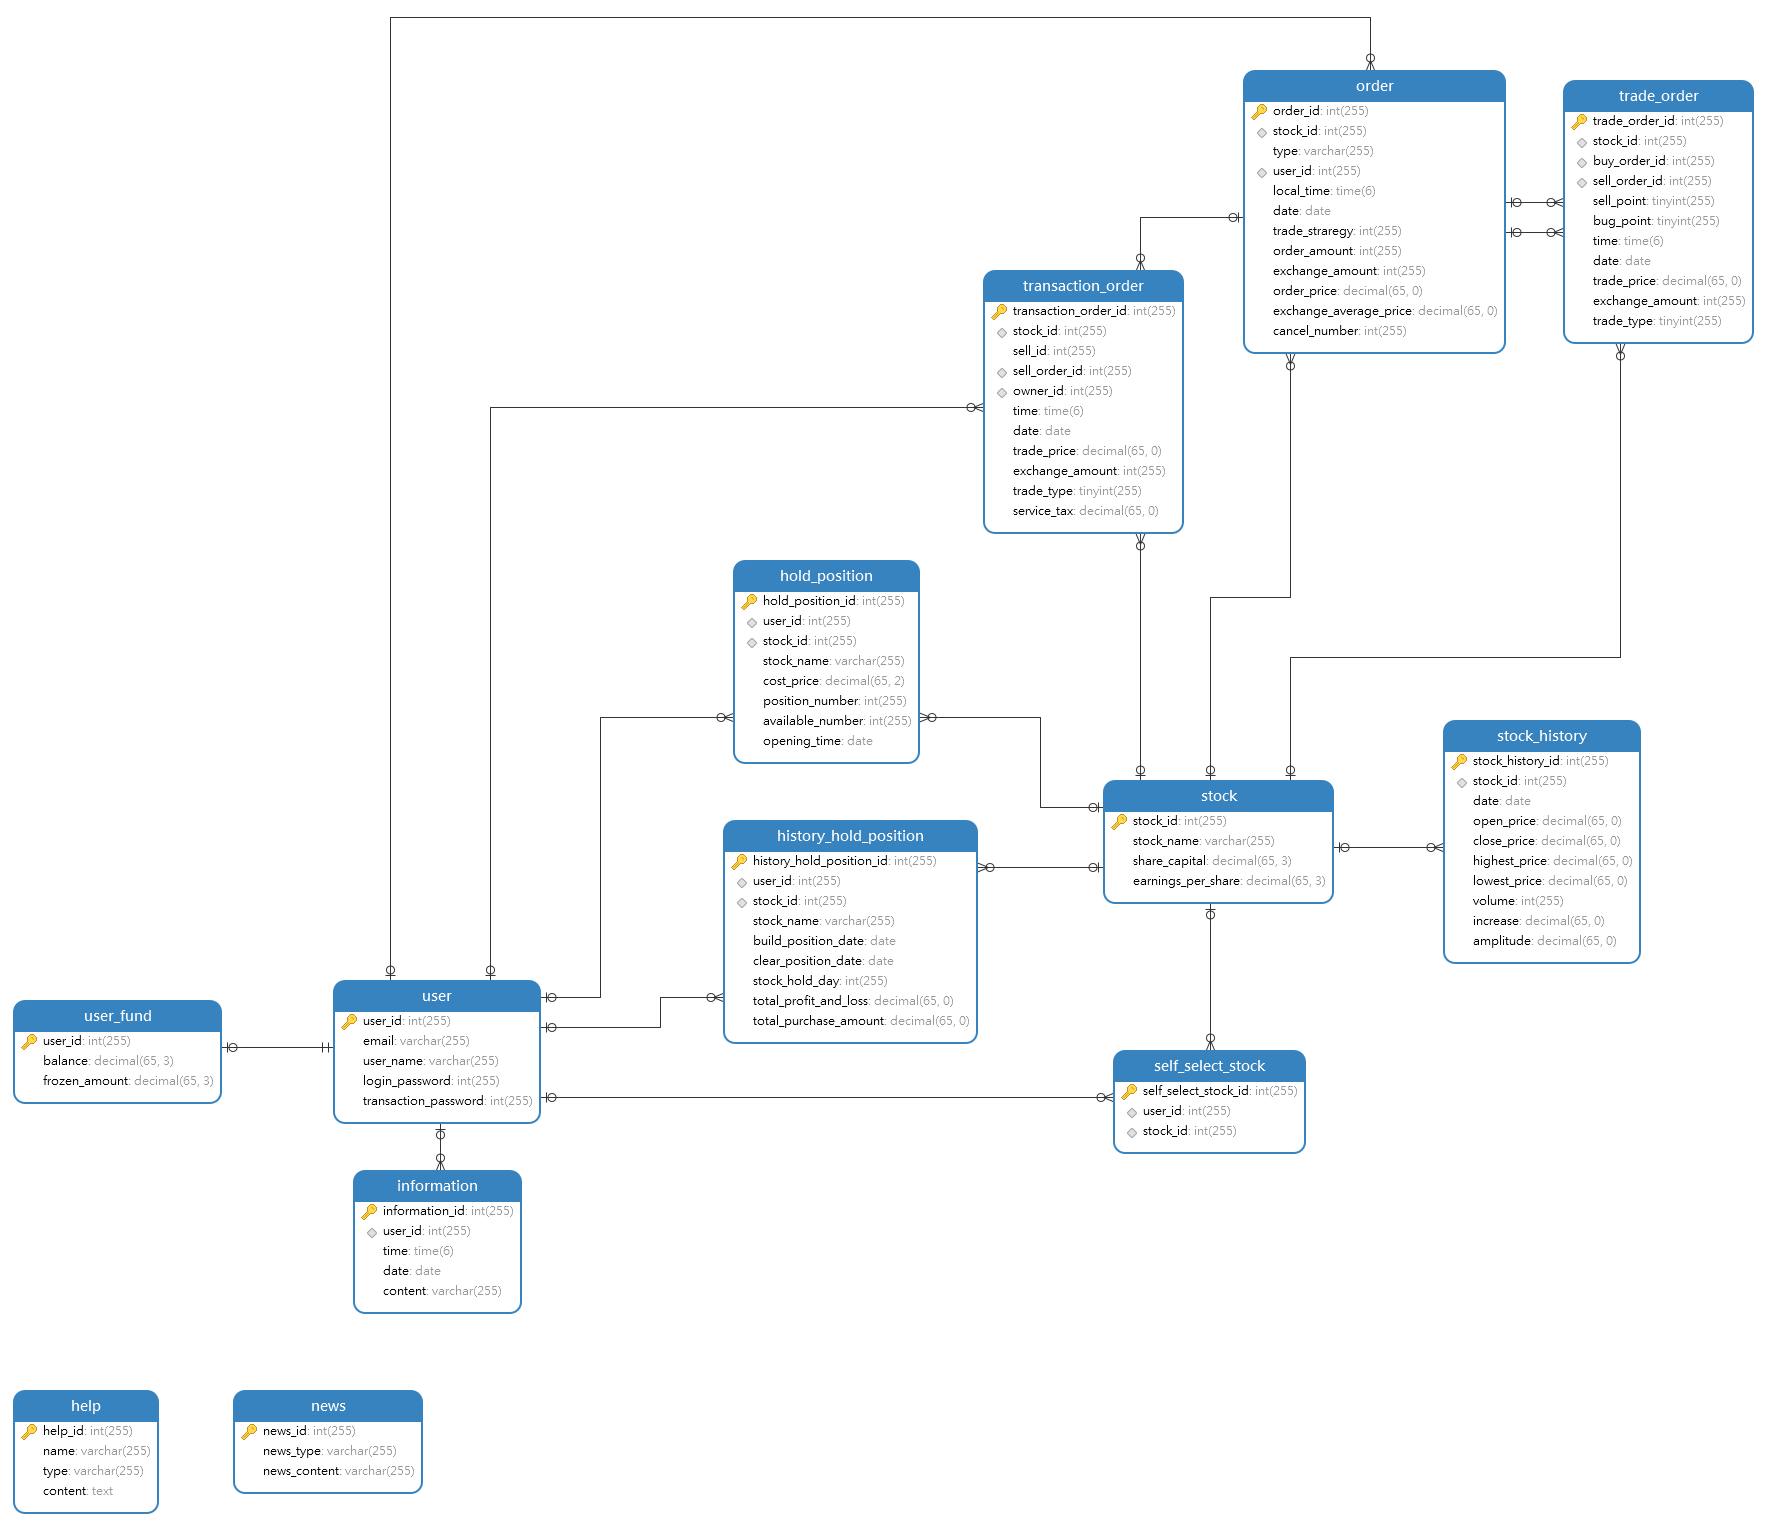 order
order_id: int(255)
stock_id: int(255)
type: varchar(255)
user_id: int(255)
local_time: time(6)
date: date
trade_straregy: int(255)
order_amount: int(255)
exchange_amount: int(255)
order_price: decimal(65, 0)
exchange_average_price: decimal(65, 0)
cancel_number: int(255)
trade_order
trade_order_id: int(255)
stock_id: int(255)
buy_order_id: int(255)
sell_order_id: int(255)
sell_point: tinyint(255)
bug_point: tinyint(255)
time: time(6)
date: date
trade_price: decimal(65, 0)
exchange_amount: int(255)
trade_type: tinyint(255)
transaction_order
transaction_order_id: int(255)
stock_id: int(255)
sell_id: int(255)
sell_order_id: int(255)
owner_id: int(255)
time: time(6)
date: date
trade_price: decimal(65, 0)
exchange_amount: int(255)
trade_type: tinyint(255)
service_tax: decimal(65, 0)
hold_position
hold_position_id: int(255)
user_id: int(255)
stock_id: int(255)
stock_name: varchar(255)
cost_price: decimal(65, 2)
position_number: int(255)
available_number: int(255)
opening_time: date
stock_history
stock_history_id: int(255)
stock_id: int(255)
date: date
open_price: decimal(65, 0)
close_price: decimal(65, 0)
highest_price: decimal(65, 0)
lowest_price: decimal(65, 0)
volume: int(255)
increase: decimal(65, 0)
amplitude: decimal(65, 0)
stock
stock_id: int(255)
stock_name: varchar(255)
share_capital: decimal(65, 3)
earnings_per_share: decimal(65, 3)
history_hold_position
history_hold_position_id: int(255)
user_id: int(255)
stock_id: int(255)
stock_name: varchar(255)
build_position_date: date
clear_position_date: date
stock_hold_day: int(255)
total_profit_and_loss: decimal(65, 0)
total_purchase_amount: decimal(65, 0)
user
user_id: int(255)
email: varchar(255)
user_name: varchar(255)
login_password: int(255)
transaction_password: int(255)
user_fund
user_id: int(255)
balance: decimal(65, 3)
frozen_amount: decimal(65, 3)
self_select_stock
self_select_stock_id: int(255)
user_id: int(255)
stock_id: int(255)
information
information_id: int(255)
user_id: int(255)
time: time(6)
date: date
content: varchar(255)
help
help_id: int(255)
name: varchar(255)
type: varchar(255)
content: text
news
news_id: int(255)
news_type: varchar(255)
news_content: varchar(255)